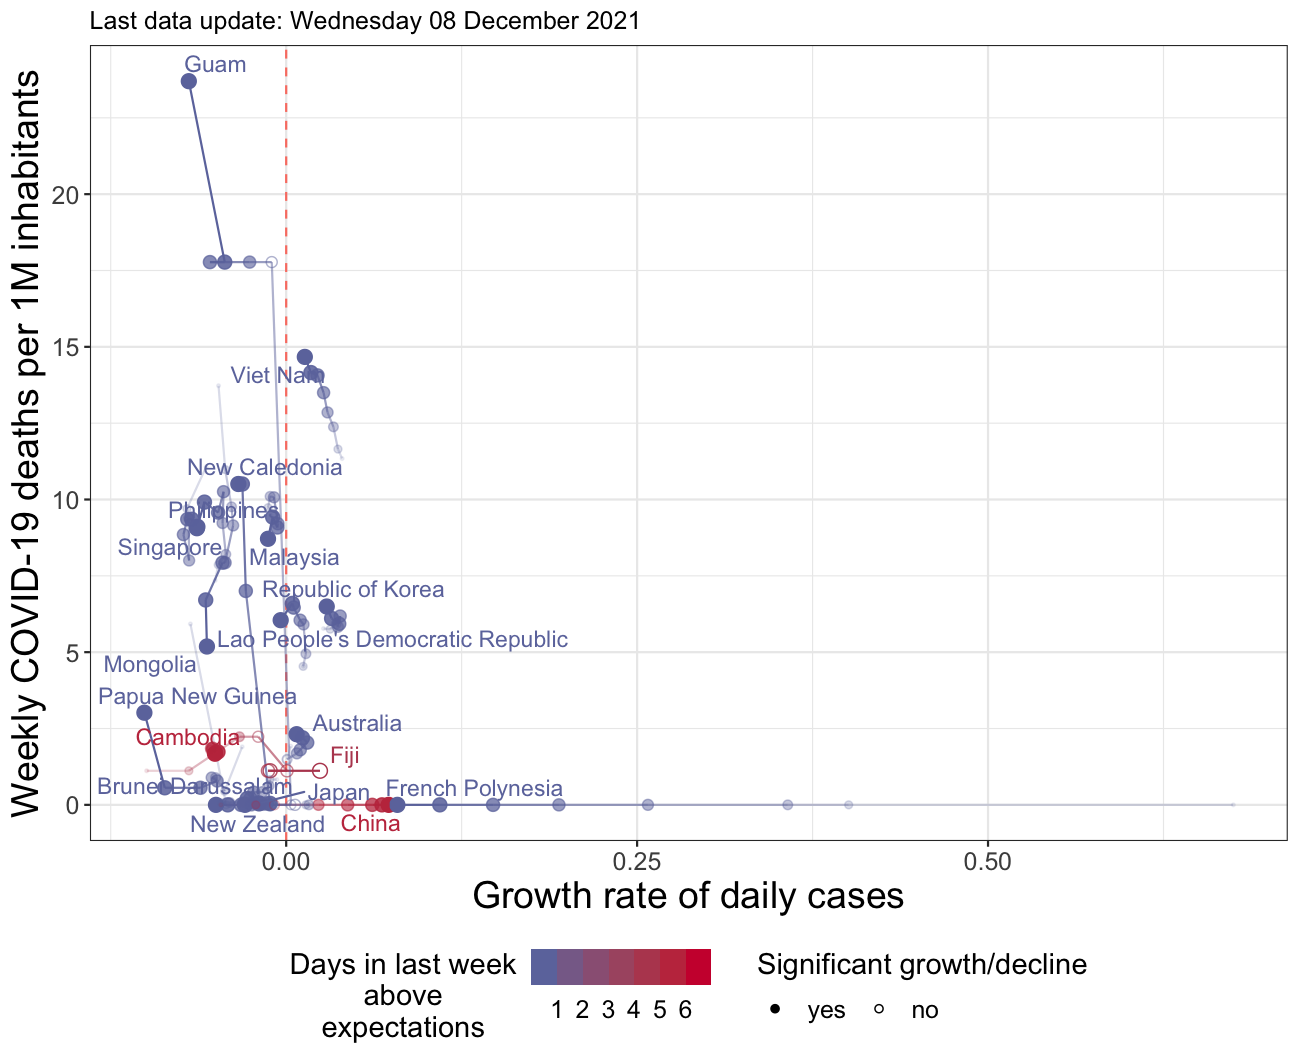 Last data update: Wednesday 08 December 2021
Weekly COVID-19 deaths per 1M inhabitants
20
15
10
5
0
Guam
Viet Nam
New Caledonia
Philippines
Singapore
Malaysia
Republic of Korea
Lao People's Democratic Republic
Mongolia
Papua New Guinea
Australia
Cambodia
Fiji
Brunei Darussalam
Japan
French Polynesia
New Zealand
China
0.00 0.25 0.50
Growth rate of daily cases
Days in last week
above
expectations
1 2 3 4 5 6
Significant growth/decline
yes no